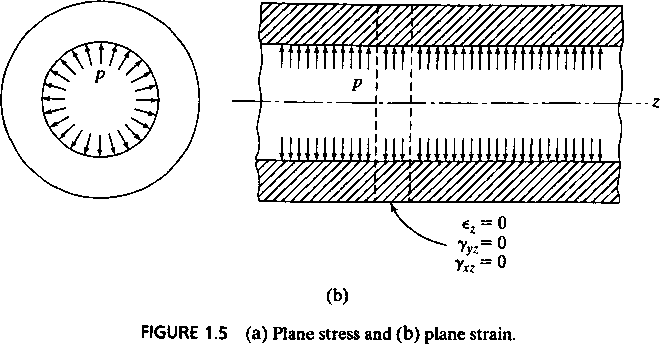 p
p
z
ϵz = 0
γyz = 0
γxz = 0
(b)
FIGURE 1.5 (a) Plane stress and (b) plane strain.